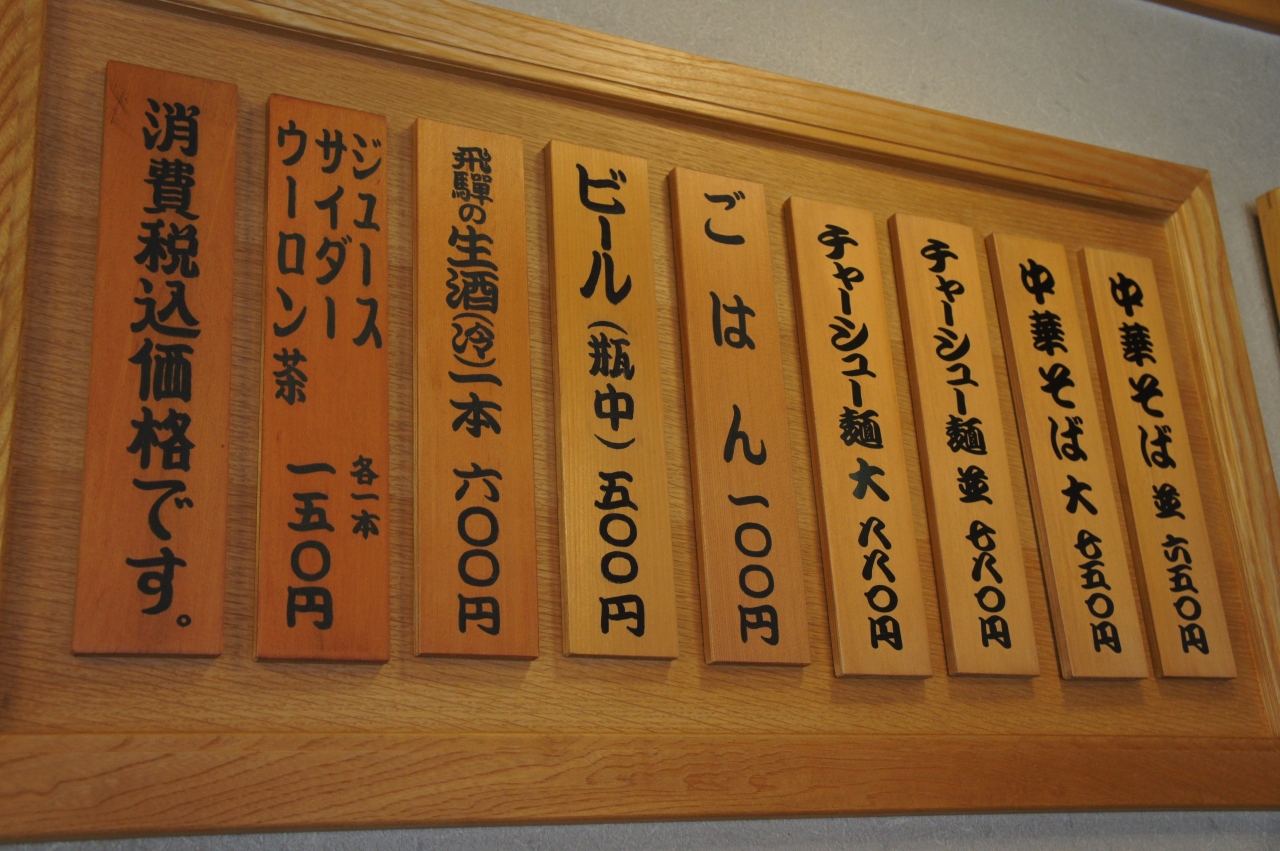 中華そば 並 六五〇円
中華そば 大 七五〇円
チャーシュー麺 並 七八〇円
チャーシュー麺 大 八八〇円
ごはん 一〇〇円
ビール(瓶中)五〇〇円
飛騨の生酒(冷)一本 六〇〇円
ジュース
サイダー
ウーロン茶
各一本
一五〇円
消費税込価格です。